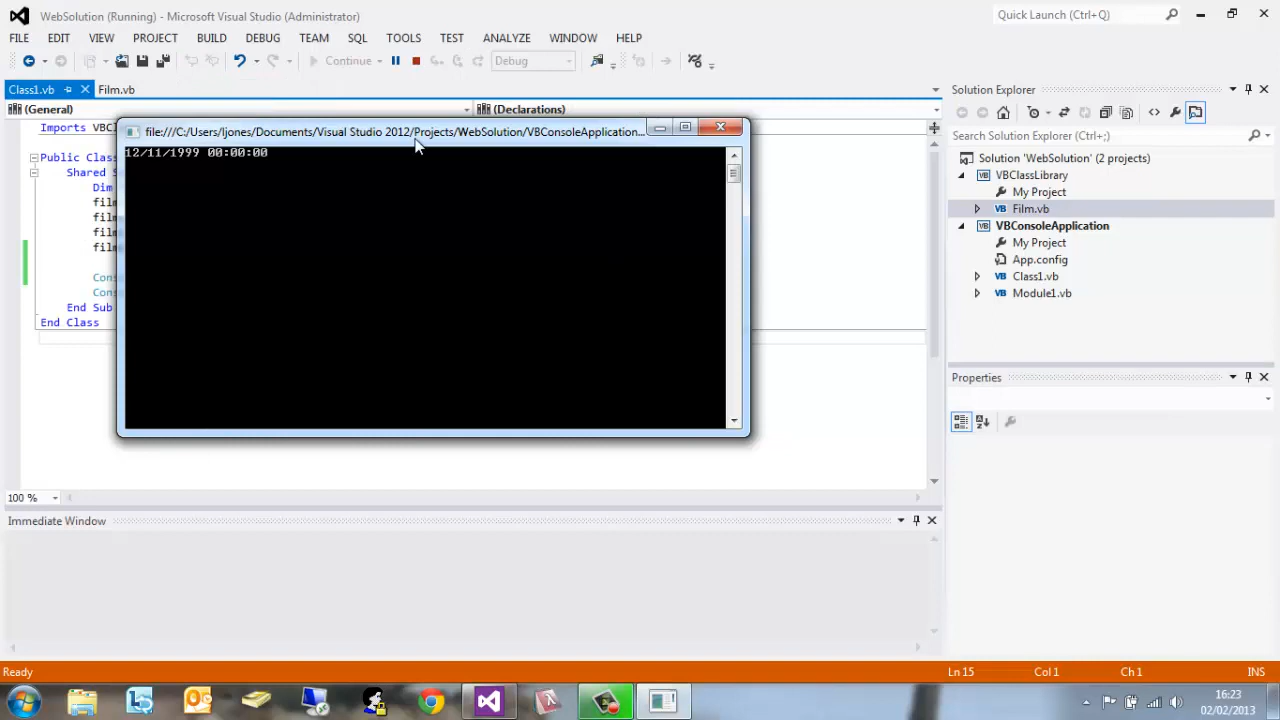 WebSolution (Running) - Microsoft Visual Studio (Administrator)
Quick Launch (Ctrl+Q)
FILE EDIT VIEW PROJECT BUILD DEBUG TEAM SQL TOOLS TEST ANALYZE WINDOW HELP
Continue
Debug
Class1.vb
Film.vb
(General)
(Declarations)
Imports VBCl
Public Class
Shared S
Dim
film
film
film
film
Cons
Cons
End Sub
End Class
file:///C:/Users/ljones/Documents/Visual Studio 2012/Projects/WebSolution/VBConsoleApplication...
12/11/1999 00:00:00
100 %
Immediate Window
Solution Explorer
Search Solution Explorer (Ctrl+;)
Solution 'WebSolution' (2 projects)
VBClassLibrary
My Project
VB Film.vb
VBConsoleApplication
My Project
App.config
VB Class1.vb
VB Module1.vb
Properties
Ready
Ln 15
Col 1
Ch 1
INS
16:23
02/02/2013